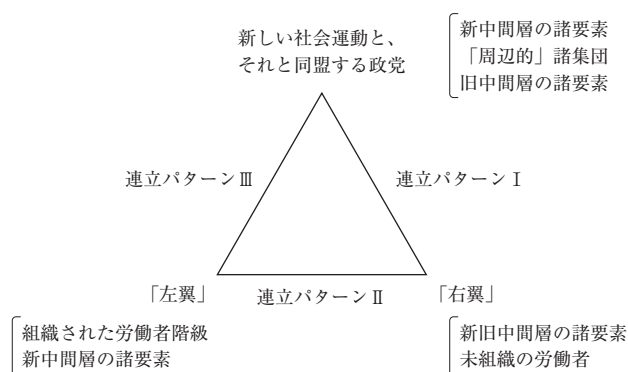 新しい社会運動と、
それと同盟する政党
新中間層の諸要素
「周辺的」諸集団
旧中間層の諸要素
連立パターンⅢ
連立パターンⅠ
「左翼」
連立パターンⅡ
「右翼」
組織された労働者階級
新中間層の諸要素
新旧中間層の諸要素
未組織の労働者